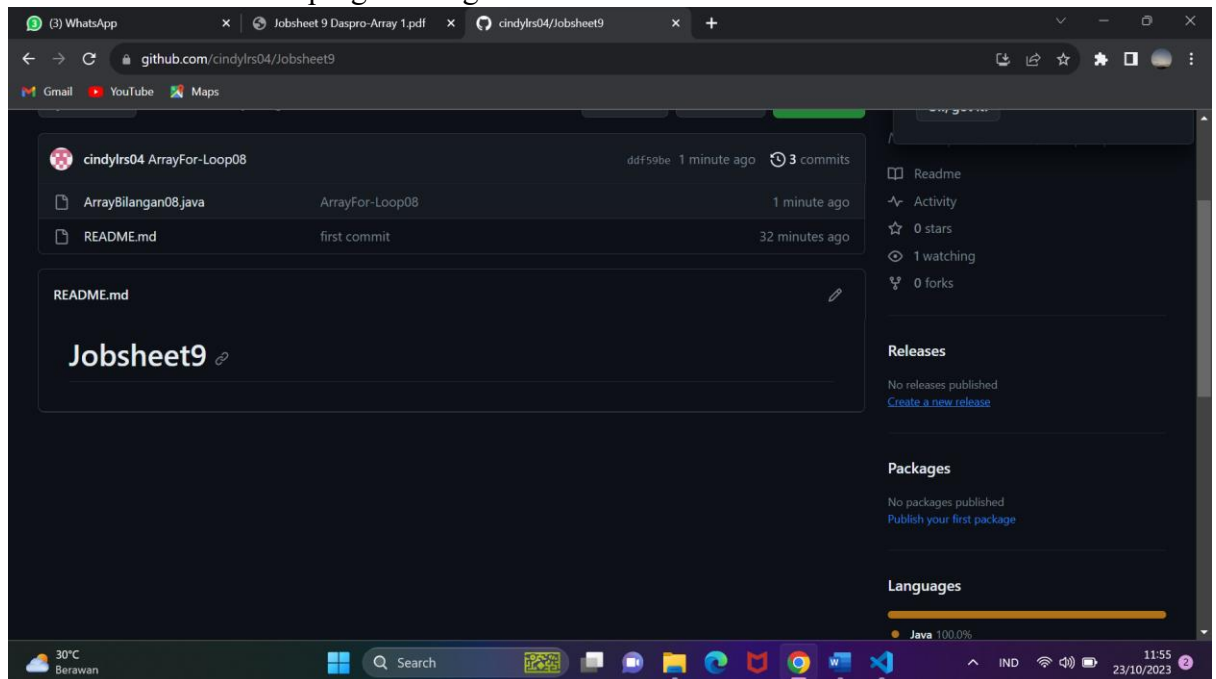 (3) WhatsApp
Jobsheet 9 Daspro-Array 1.pdf
cindylrs04/Jobsheet9
github.com/cindylrs04/Jobsheet9
Gmail YouTube Maps
cindylrs04 ArrayFor-Loop08 ddf59be 1 minute ago 3 commits
ArrayBilangan08.java ArrayFor-Loop08 1 minute ago
README.md first commit 32 minutes ago
README.md
Jobsheet9
Readme
Activity
0 stars
1 watching
0 forks
Releases
No releases published
Create a new release
Packages
No packages published
Publish your first package
Languages
Java 100.0%
30°C
Berawan
Search
IND
11:55
23/10/2023
2